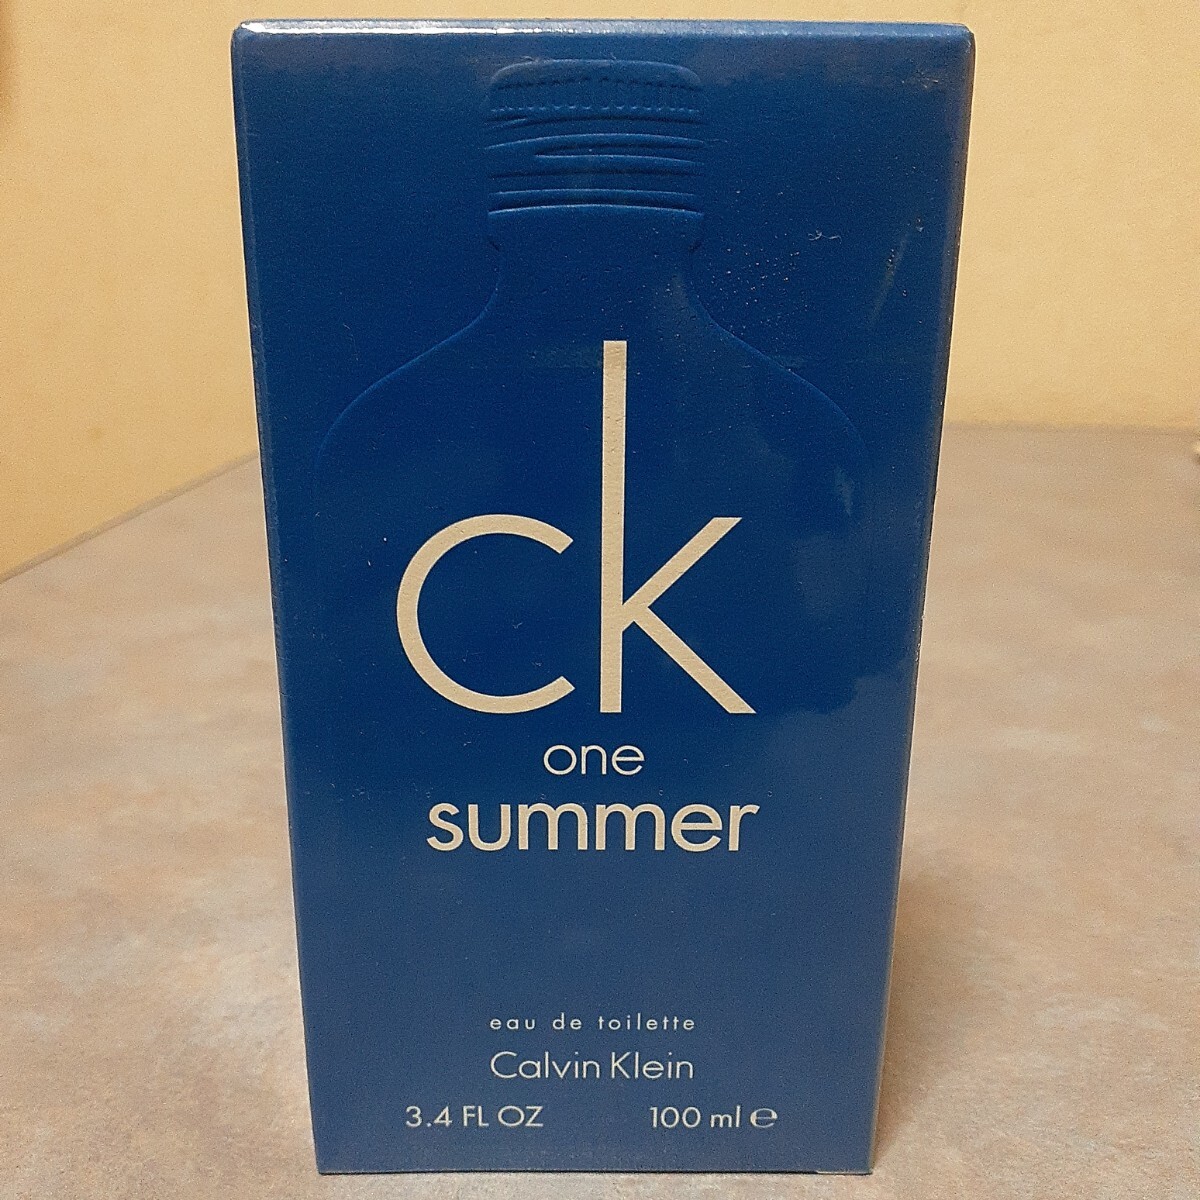 ck
one
summer
eau de toilette
Calvin Klein
3.4 FL OZ 100 ml ℮